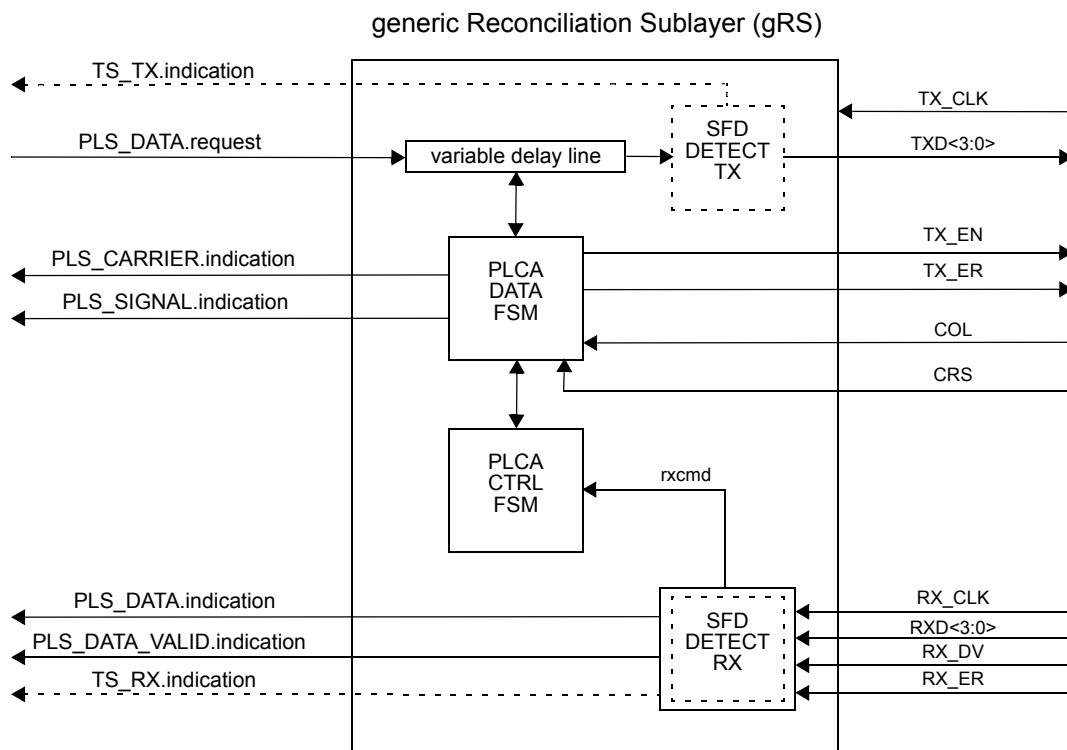 generic Reconciliation Sublayer (gRS)
TS_TX.indication
TX_CLK
PLS_DATA.request
variable delay line
SFD
DETECT
TX
TXD<3:0>
PLS_CARRIER.indication
PLS_SIGNAL.indication
PLCA
DATA
FSM
TX_EN
TX_ER
COL
CRS
PLCA
CTRL
FSM
rxcmd
PLS_DATA.indication
PLS_DATA_VALID.indication
TS_RX.indication
SFD
DETECT
RX
RX_CLK
RXD<3:0>
RX_DV
RX_ER